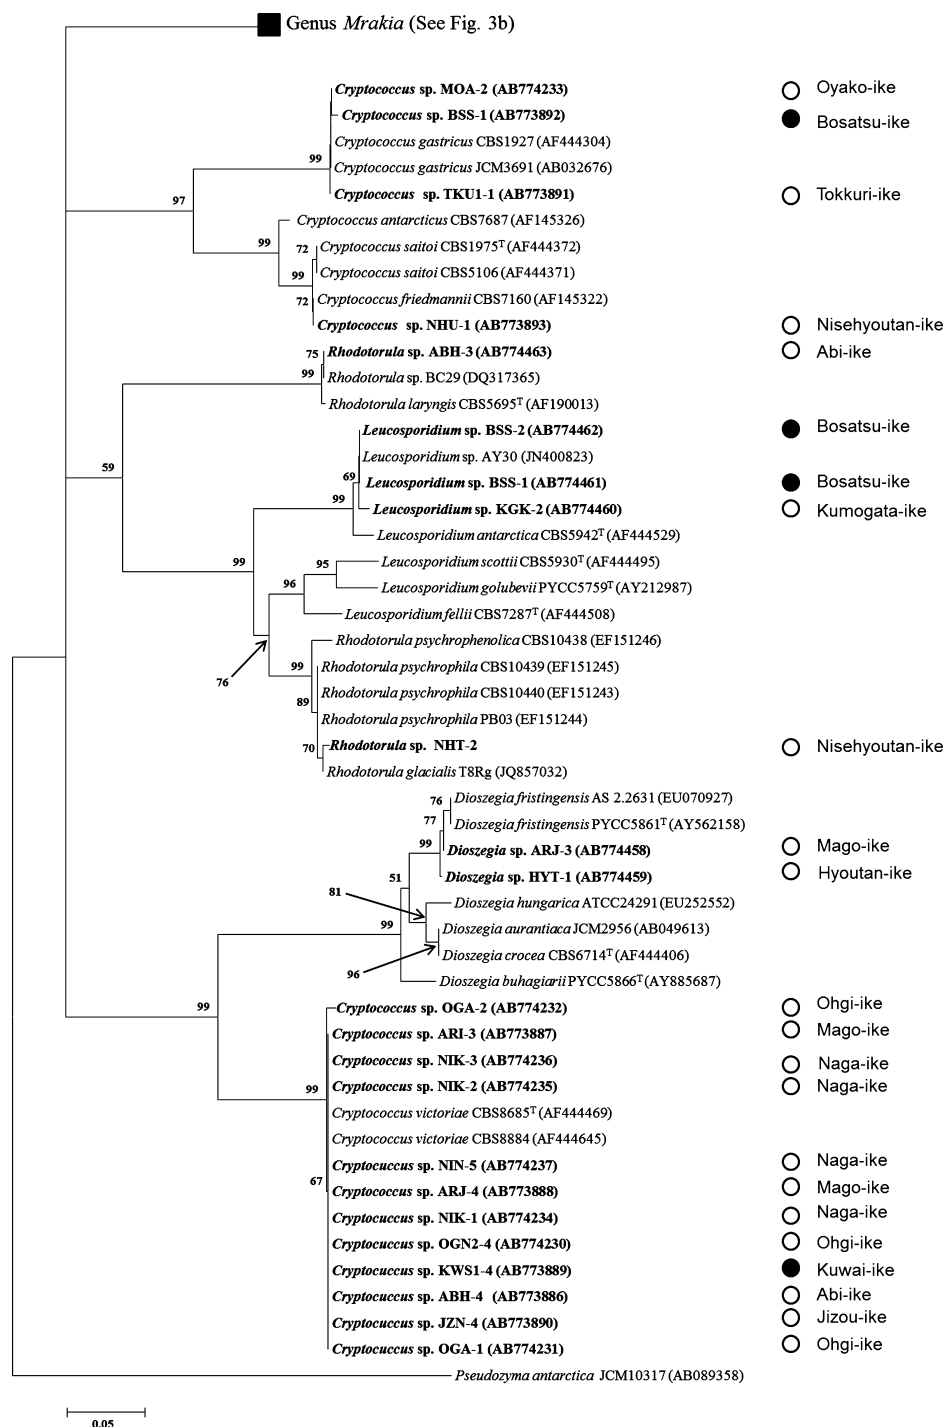 Genus Mrakia (See Fig. 3b)
Cryptococcus sp. MOA-2 (AB774233) Oyako-ike
Cryptococcus sp. BSS-1 (AB773892) Bosatsu-ike
Cryptococcus gastricus CBS1927 (AF444304)
99
Cryptococcus gastricus JCM3691 (AB032676)
Cryptococcus sp. TKU1-1 (AB773891) Tokkuri-ike
97
Cryptococcus antarcticus CBS7687 (AF145326)
99
72 Cryptococcus saitoi CBS1975T (AF444372)
99 Cryptococcus saitoi CBS5106 (AF444371)
72 Cryptococcus friedmannii CBS7160 (AF145322)
Cryptococcus sp. NHU-1 (AB773893) Nisehyoutan-ike
75 Rhodotorula sp. ABH-3 (AB774463) Abi-ike
99 Rhodotorula sp. BC29 (DQ317365)
Rhodotorula laryngis CBS5695T (AF190013)
Leucosporidium sp. BSS-2 (AB774462) Bosatsu-ike
Leucosporidium sp. AY30 (JN400823)
59
69
Leucosporidium sp. BSS-1 (AB774461) Bosatsu-ike
99
Leucosporidium sp. KGK-2 (AB774460) Kumogata-ike
Leucosporidium antarctica CBS5942T (AF444529)
99
95 Leucosporidium scottii CBS5930T (AF444495)
96 Leucosporidium golubevii PYCC5759T (AY212987)
Leucosporidium fellii CBS7287T (AF444508)
Rhodotorula psychrophenolica CBS10438 (EF151246)
99 Rhodotorula psychrophila CBS10439 (EF151245)
76
Rhodotorula psychrophila CBS10440 (EF151243)
89
Rhodotorula psychrophila PB03 (EF151244)
70 Rhodotorula sp. NHT-2 Nisehyoutan-ike
Rhodotorula glacialis T8Rg (JQ857032)
76 Dioszegia fristingensis AS 2.2631 (EU070927)
77 Dioszegia fristingensis PYCC5861T (AY562158)
99 Dioszegia sp. ARJ-3 (AB774458) Mago-ike
51 Dioszegia sp. HYT-1 (AB774459) Hyoutan-ike
81
Dioszegia hungarica ATCC24291 (EU252552)
99 Dioszegia aurantiaca JCM2956 (AB049613)
Dioszegia crocea CBS6714T (AF444406)
96
Dioszegia buhagiarii PYCC5866T (AY885687)
99 Cryptococcus sp. OGA-2 (AB774232) Ohgi-ike
Cryptococcus sp. ARI-3 (AB773887) Mago-ike
Cryptococcus sp. NIK-3 (AB774236) Naga-ike
99 Cryptococcus sp. NIK-2 (AB774235) Naga-ike
Cryptococcus victoriae CBS8685T (AF444469)
Cryptococcus victoriae CBS8884 (AF444645)
Cryptocuccus sp. NIN-5 (AB774237) Naga-ike
67
Cryptococcus sp. ARJ-4 (AB773888) Mago-ike
Cryptocuccus sp. NIK-1 (AB774234) Naga-ike
Cryptocuccus sp. OGN2-4 (AB774230) Ohgi-ike
Cryptocuccus sp. KWS1-4 (AB773889) Kuwai-ike
Cryptocuccus sp. ABH-4 (AB773886) Abi-ike
Cryptocuccus sp. JZN-4 (AB773890) Jizou-ike
Cryptocuccus sp. OGA-1 (AB774231) Ohgi-ike
Pseudozyma antarctica JCM10317 (AB089358)
0.05